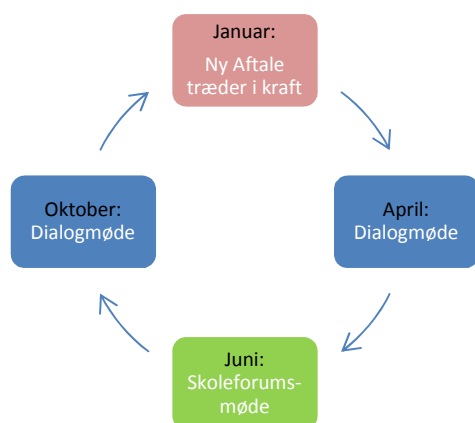 Januar:
Ny Aftale
træder i kraft
Oktober:
Dialogmøde
April:
Dialogmøde
Juni:
Skoleforums-
møde